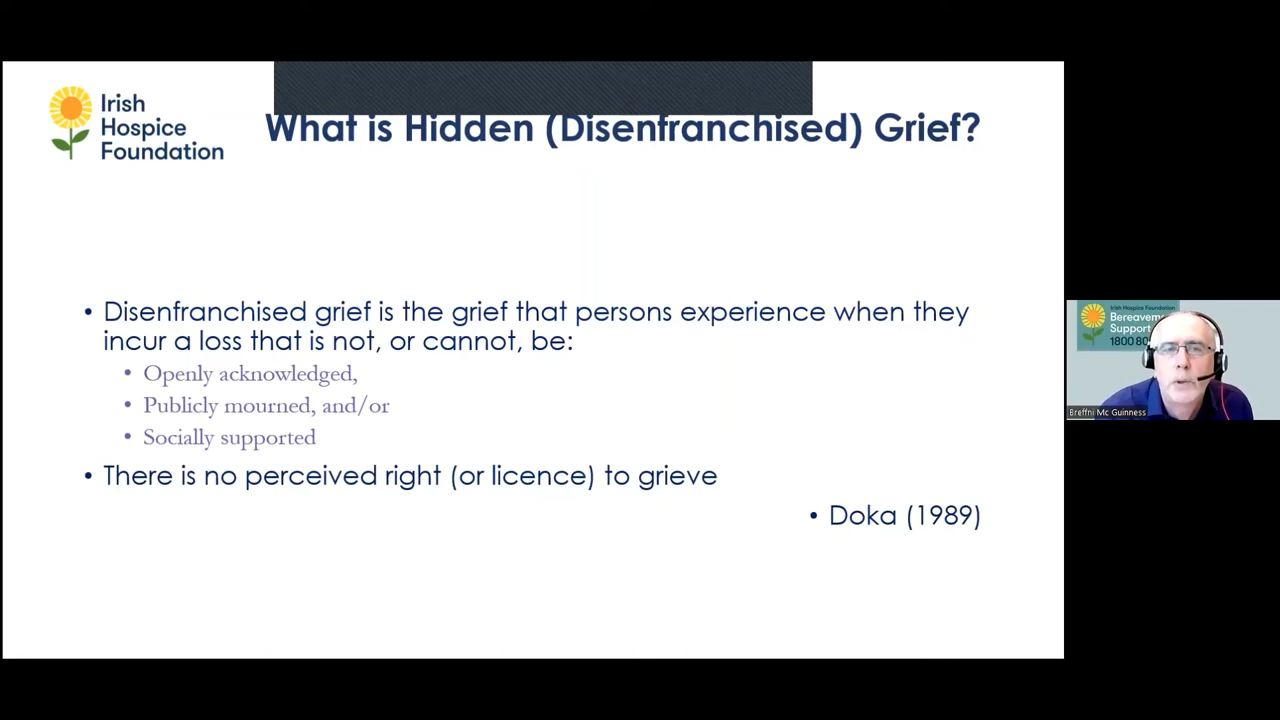 Irish
Hospice
Foundation
What is Hidden (Disenfranchised) Grief?
• Disenfranchised grief is the grief that persons experience when they
incur a loss that is not, or cannot, be:
• Openly acknowledged,
• Publicly mourned, and/or
• Socially supported
• There is no perceived right (or licence) to grieve
• Doka (1989)
Irish Hospice Foundation
Support
1800 80
Breffni Mc Guinness